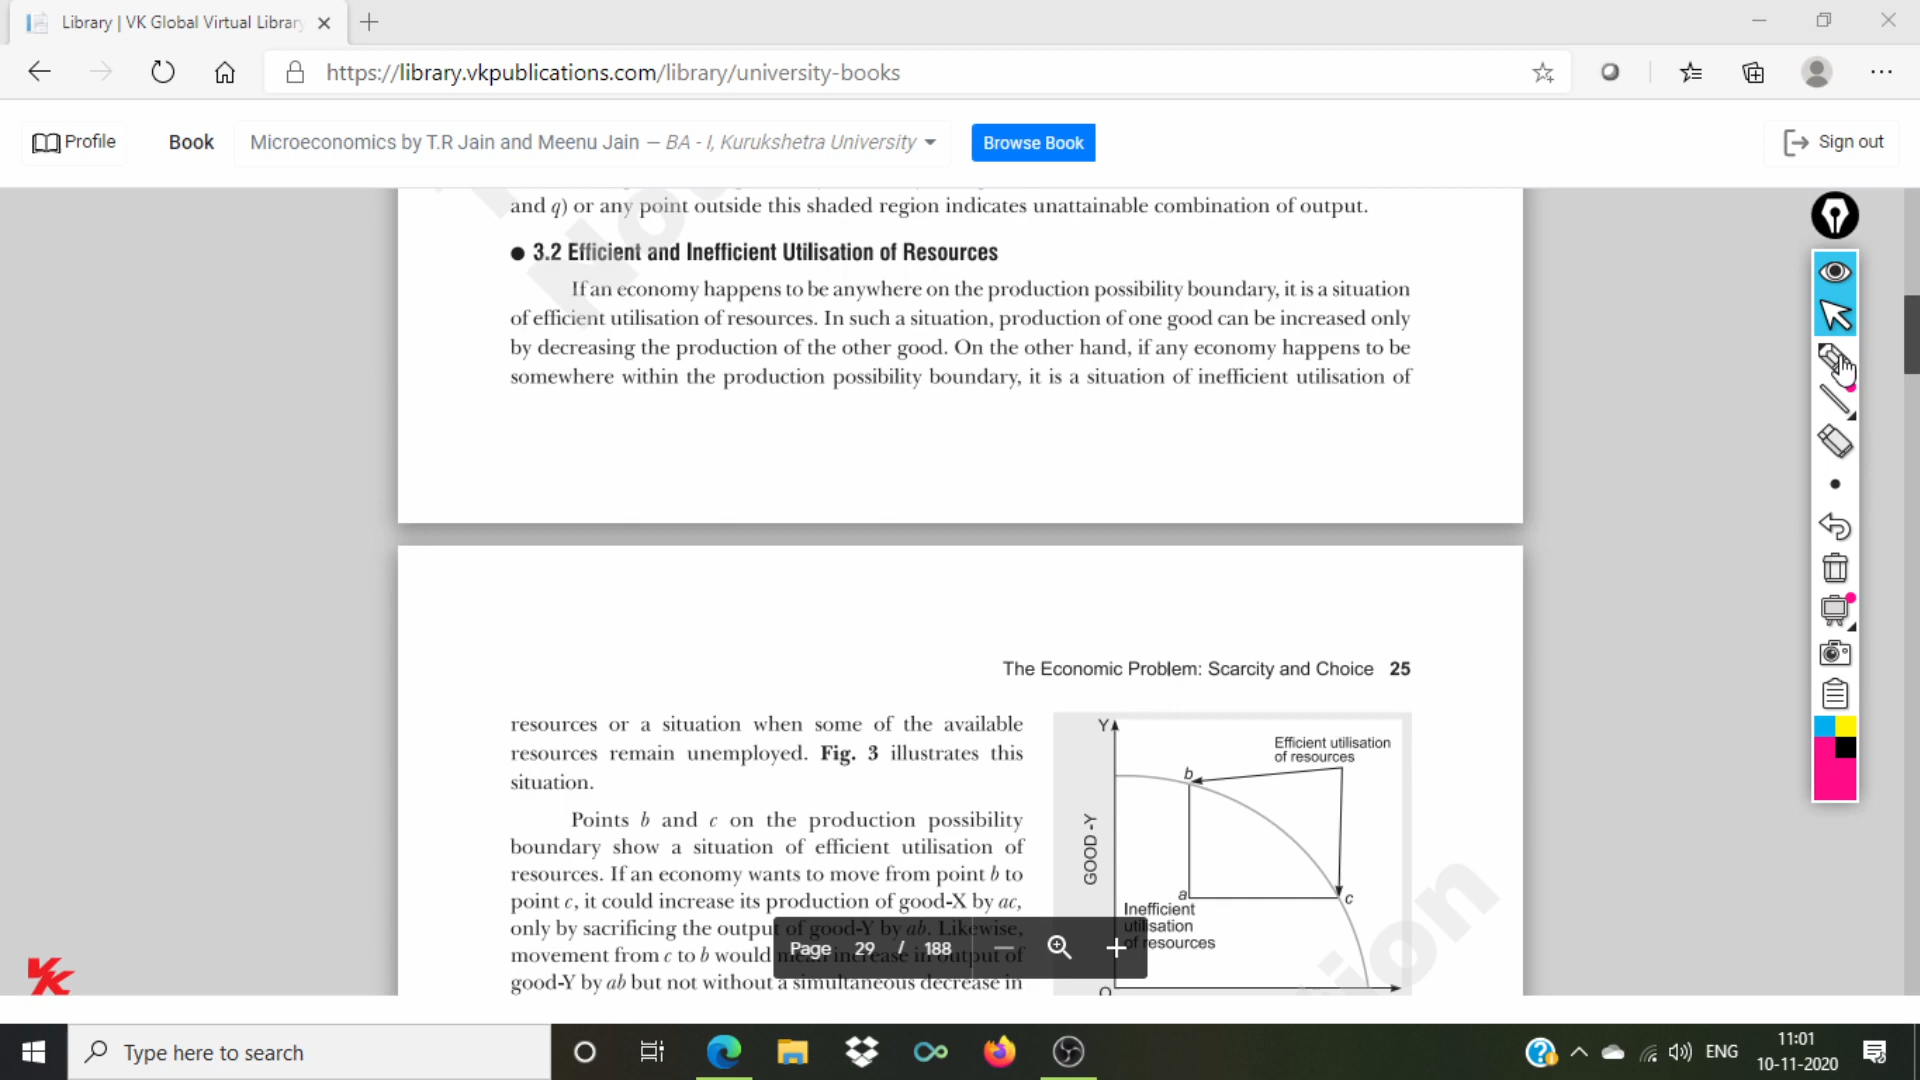 Library | VK Global Virtual Library
https://library.vkpublications.com/library/university-books
Profile
Book
Microeconomics by T.R Jain and Meenu Jain — BA - I, Kurukshetra University
Browse Book
Sign out
and q) or any point outside this shaded region indicates unattainable combination of output.
● 3.2 Efficient and Inefficient Utilisation of Resources
If an economy happens to be anywhere on the production possibility boundary, it is a situation
of efficient utilisation of resources. In such a situation, production of one good can be increased only
by decreasing the production of the other good. On the other hand, if any economy happens to be
somewhere within the production possibility boundary, it is a situation of inefficient utilisation of
The Economic Problem: Scarcity and Choice 25
resources or a situation when some of the available
resources remain unemployed. Fig. 3 illustrates this
situation.
Points b and c on the production possibility
boundary show a situation of efficient utilisation of
resources. If an economy wants to move from point b to
point c, it could increase its production of good-X by ac,
only by sacrificing the output of good-Y by ab. Likewise,
movement from c to b would mean increase in output of
good-Y by ab but not without a simultaneous decrease in
Y
Efficient utilisation
of resources
b
GOOD -Y
a
c
Inefficient
utilisation
of resources
O
Page 29 / 188
VK
Type here to search
ENG
11:01
10-11-2020